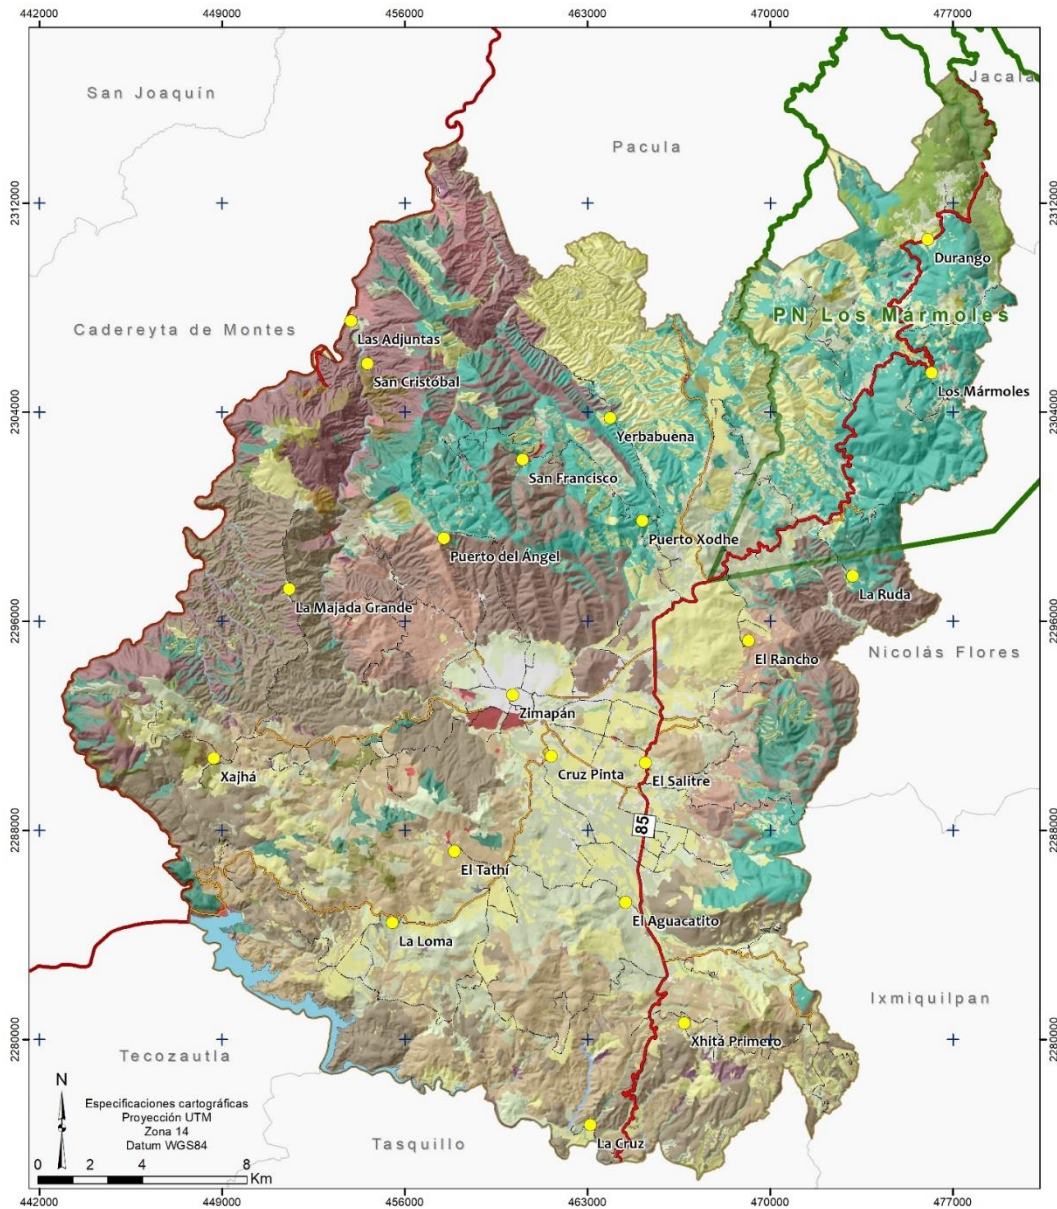 442000 449000 456000 463000 470000 477000
Jacala
San Joaquín
Pacula
2312000 2312000
Durango
PN Los Mármoles
Cadereyta de Montes
Las Adjuntas
San Cristóbal
Los Mármoles
2304000 2304000
Yerbabuena
San Francisco
Puerto Xodhe
Puerto del Ángel
La Ruda
La Majada Grande
2296000 2296000
El Rancho
Nicolás Flores
Zimapán
Xajhá
Cruz Pinta
El Salitre
85
2288000 2288000
El Tathí
El Aguacatito
La Loma
Ixmiquilpan
Xhitá Primero
2280000 2280000
Tecozautla
N
Especificaciones cartográficas
Proyección UTM
Zona 14
Datum WGS84
Tasquillo
La Cruz
0 2 4 8
Km
442000 449000 456000 463000 470000 477000